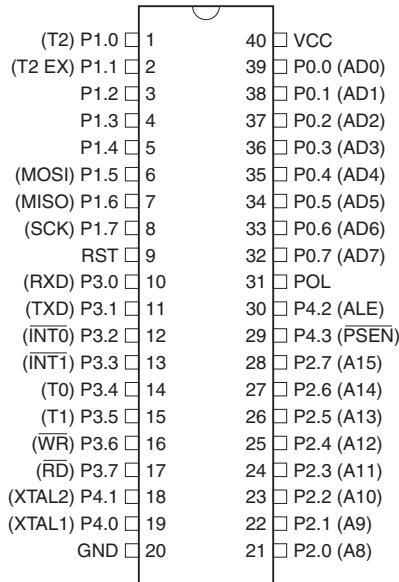 (T2) P1.0 1 40 VCC
(T2 EX) P1.1 2 39 P0.0 (AD0)
P1.2 3 38 P0.1 (AD1)
P1.3 4 37 P0.2 (AD2)
P1.4 5 36 P0.3 (AD3)
(MOSI) P1.5 6 35 P0.4 (AD4)
(MISO) P1.6 7 34 P0.5 (AD5)
(SCK) P1.7 8 33 P0.6 (AD6)
RST 9 32 P0.7 (AD7)
(RXD) P3.0 10 31 POL
(TXD) P3.1 11 30 P4.2 (ALE)
(I̅N̅T̅0̅) P3.2 12 29 P4.3 (P̅S̅E̅N̅)
(I̅N̅T̅1̅) P3.3 13 28 P2.7 (A15)
(T0) P3.4 14 27 P2.6 (A14)
(T1) P3.5 15 26 P2.5 (A13)
(W̅R̅) P3.6 16 25 P2.4 (A12)
(R̅D̅) P3.7 17 24 P2.3 (A11)
(XTAL2) P4.1 18 23 P2.2 (A10)
(XTAL1) P4.0 19 22 P2.1 (A9)
GND 20 21 P2.0 (A8)